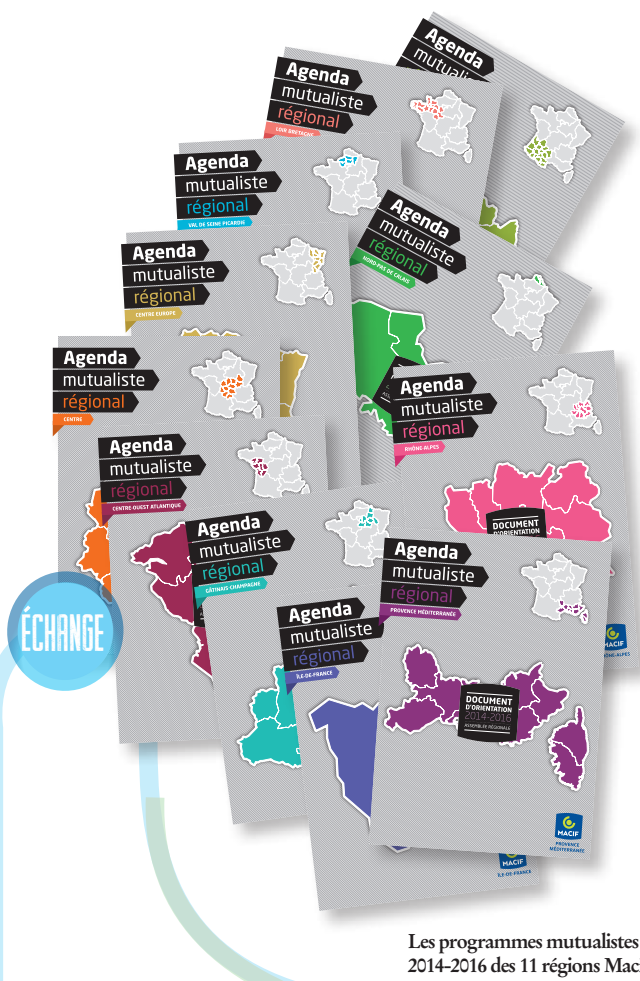 Agenda
mutualiste
Agenda
mutualiste
régional
LOIR BRETAGNE
Agenda
mutualiste
régional
VAL DE SEINE PICARDIE
Agenda
mutualiste
régional
NORD-PAS DE CALAIS
Agenda
mutualiste
régional
CENTRE EUROPE
Agenda
mutualiste
régional
CENTRE
Agenda
mutualiste
régional
RHÔNE-ALPES
DOCUMENT
D'ORIENTATION
MACIF
RHÔNE-ALPES
Agenda
mutualiste
régional
CENTRE OUEST ATLANTIQUE
Agenda
mutualiste
régional
GÂTINAIS CHAMPAGNE
Agenda
mutualiste
régional
ÎLE-DE-FRANCE
MACIF
ÎLE-DE-FRANCE
Agenda
mutualiste
régional
PROVENCE MÉDITERRANÉE
DOCUMENT
D'ORIENTATION
2014-2016
ASSEMBLÉE RÉGIONALE
MACIF
PROVENCE
MÉDITERRANÉE
ÉCHANGE
Les programmes mutualistes
2014-2016 des 11 régions Maci